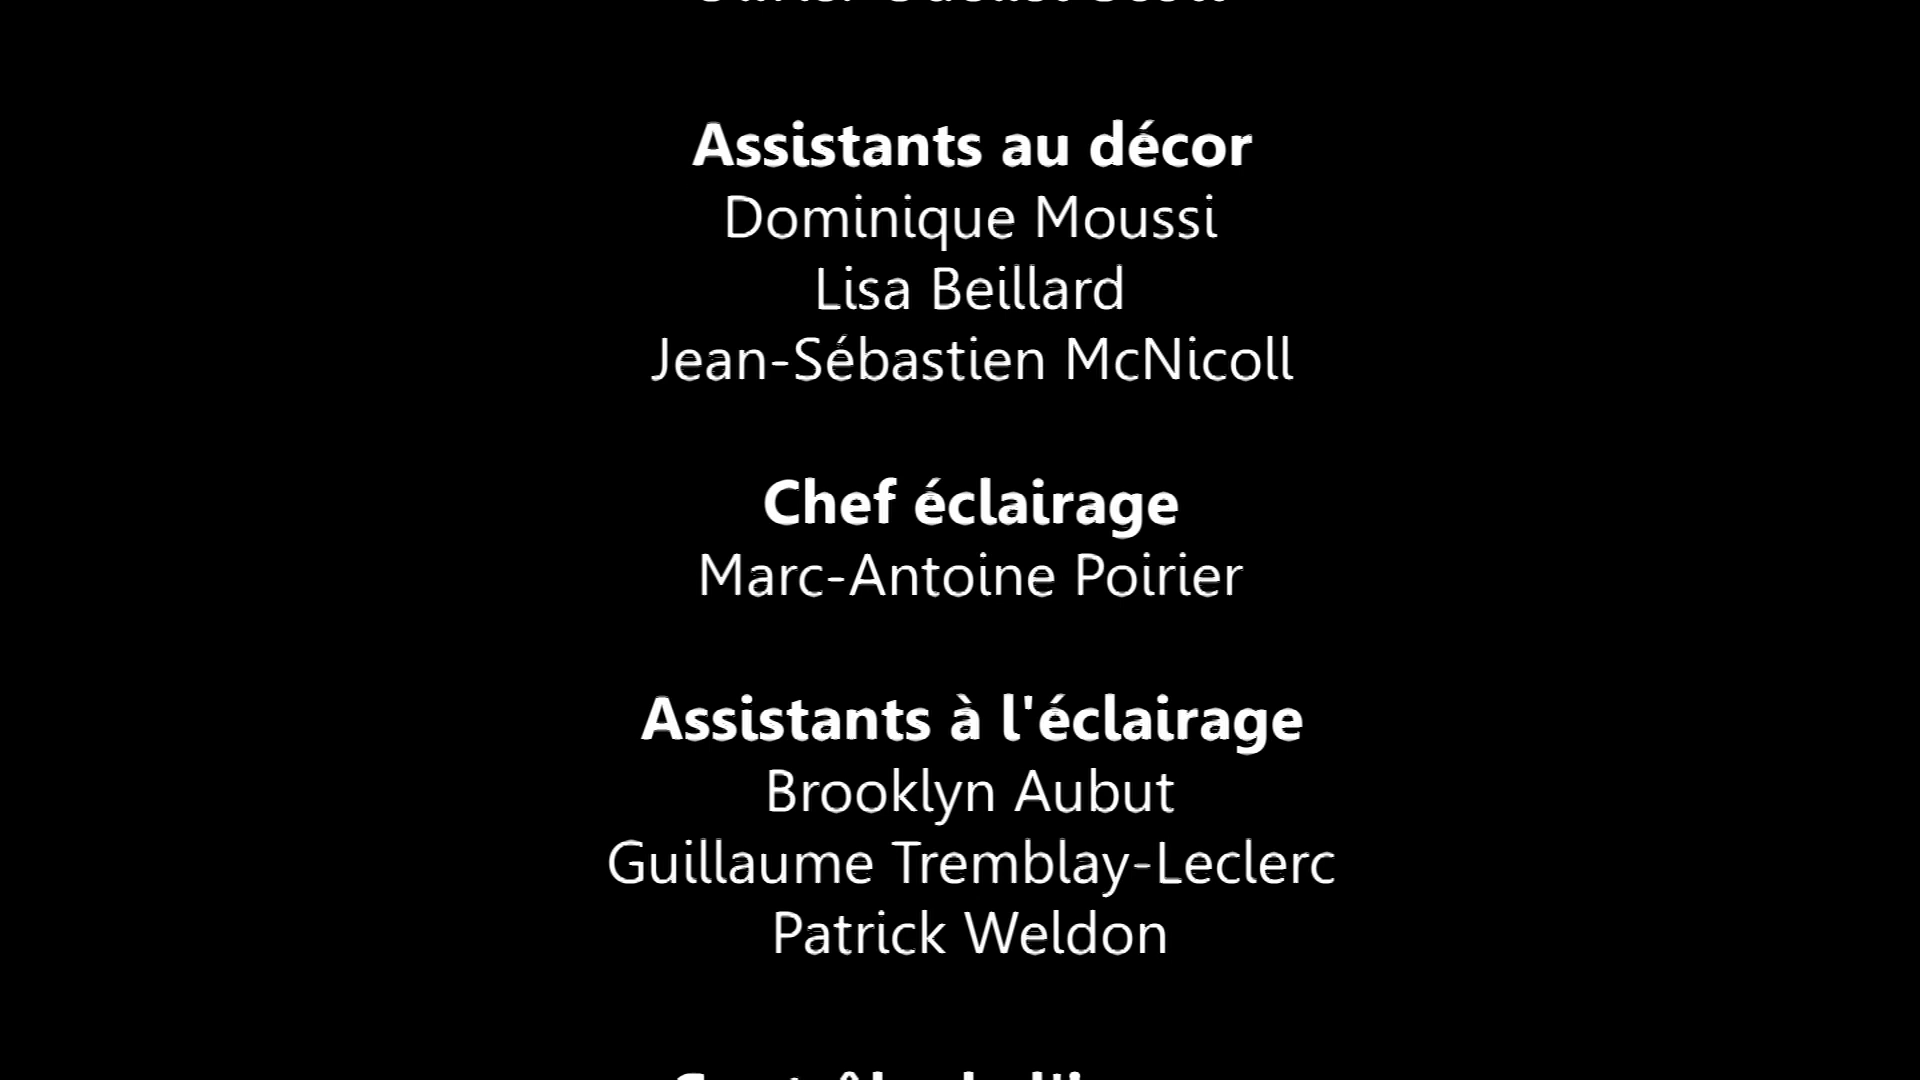 Assistants au décor
Dominique Moussi
Lisa Beillard
Jean-Sébastien McNicoll
Chef éclairage
Marc-Antoine Poirier
Assistants à l'éclairage
Brooklyn Aubut
Guillaume Tremblay-Leclerc
Patrick Weldon